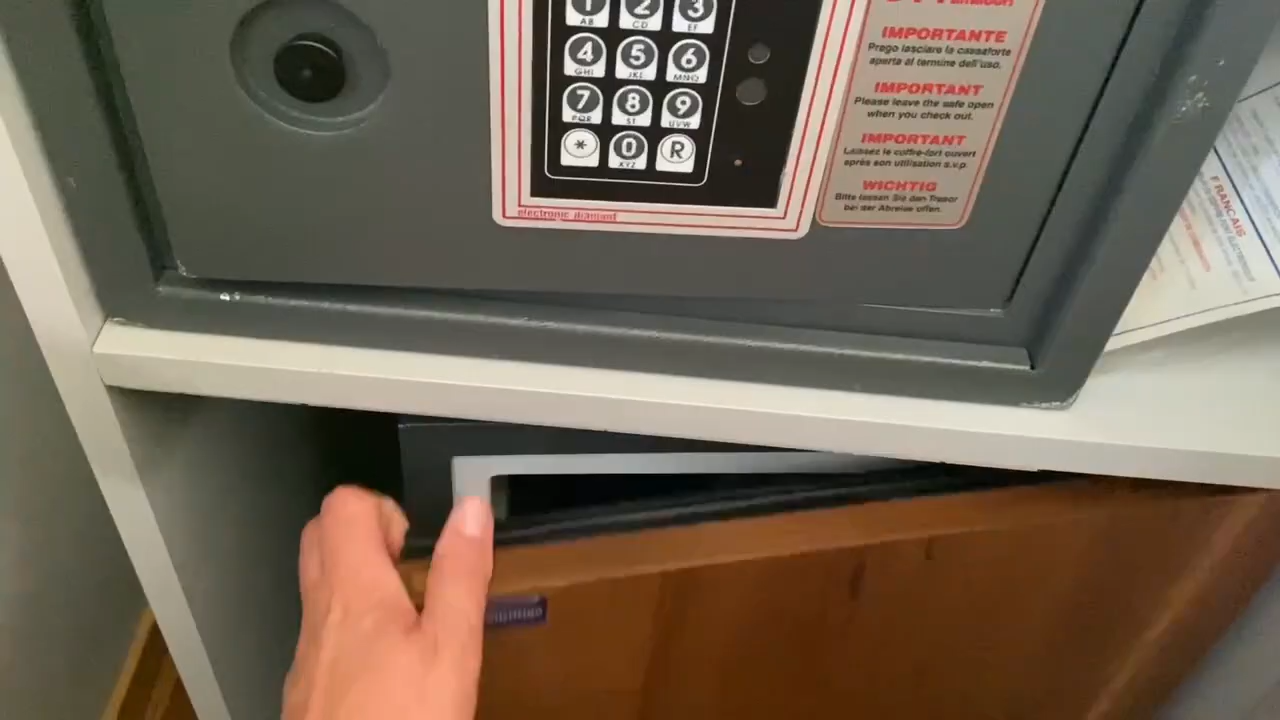 1
AB
2
CD
3
EF
4
GHI
5
JKL
6
MNO
7
PQR
8
ST
9
UVW
*
0
XYZ
R
electronic diamant
IMPORTANTE
Prego lasciare la cassaforte
aperta al termine dell'uso.
IMPORTANT
Please leave the safe open
when you check out.
IMPORTANT
Laissez le coffre-fort ouvert
après son utilisation s.v.p.
WICHTIG
Bitte lassen Sie den Tresor
bei der Abreise offen.
FRANCAIS